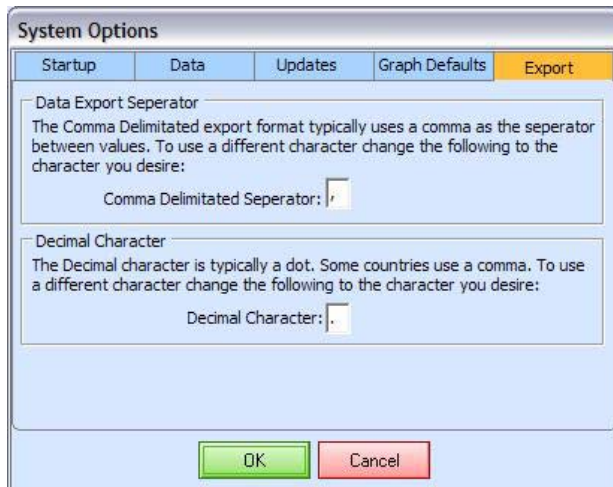 System Options
Startup Data Updates Graph Defaults Export
Data Export Seperator
The Comma Delimitated export format typically uses a comma as the seperator
between values. To use a different character change the following to the
character you desire:
Comma Delimitated Seperator: ,
Decimal Character
The Decimal character is typically a dot. Some countries use a comma. To use
a different character change the following to the character you desire:
Decimal Character: .
OK Cancel